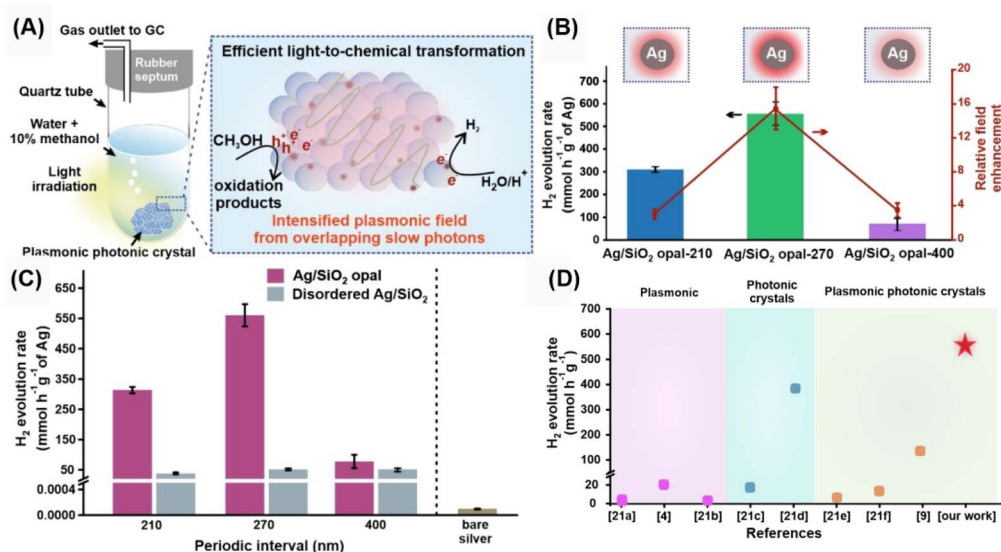 (A)
Gas outlet to GC
Rubber
septum
Quartz tube
Water +
10% methanol
Light
irradiation
Plasmonic photonic crystal
Efficient light-to-chemical transformation
CH₃OH
h⁺ e⁻
h⁺ e⁻
oxidation
products
H₂
e⁻
e⁻
H₂O/H⁺
Intensified plasmonic field
from overlapping slow photons
(B)
Ag
Ag
Ag
H₂ evolution rate
(mmol h⁻¹g⁻¹ of Ag)
700
600
500
400
300
200
100
0
20
16
12
8
4
0
Relative field
enhancement
Ag/SiO₂ opal-210
Ag/SiO₂ opal-270
Ag/SiO₂ opal-400
(C)
Ag/SiO₂ opal
Disordered Ag/SiO₂
H₂ evolution rate
(mmol h⁻¹g⁻¹ of Ag)
650
550
450
350
250
150
50
0.0004
0.0000
210
270
400
bare
silver
Periodic interval (nm)
(D)
Plasmonic
Photonic
crystals
Plasmonic photonic crystals
H₂ evolution rate
(mmol h⁻¹g⁻¹)
700
600
500
400
300
200
100
20
0
[21a]
[4]
[21b]
[21c]
[21d]
[21e]
[21f]
[9]
[our work]
References